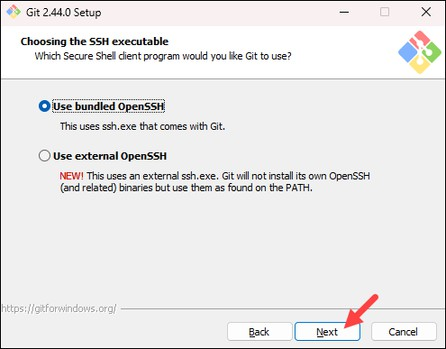 Git 2.44.0 Setup
Choosing the SSH executable
Which Secure Shell client program would you like Git to use?
Use bundled OpenSSH
This uses ssh.exe that comes with Git.
Use external OpenSSH
NEW! This uses an external ssh.exe. Git will not install its own OpenSSH
(and related) binaries but use them as found on the PATH.
https://gitforwindows.org/
Back Next Cancel